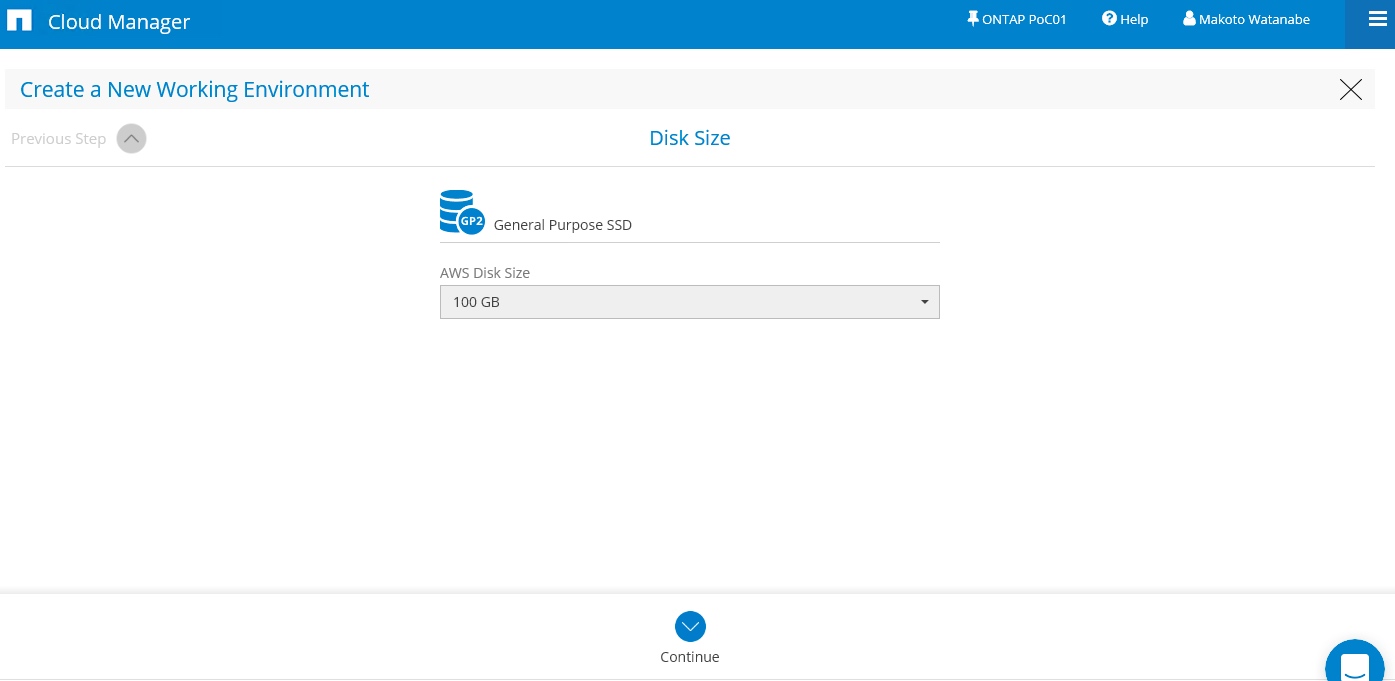 Cloud Manager
ONTAP PoC01
Help
Makoto Watanabe
Create a New Working Environment
Previous Step
Disk Size
GP2
General Purpose SSD
AWS Disk Size
100 GB
Continue